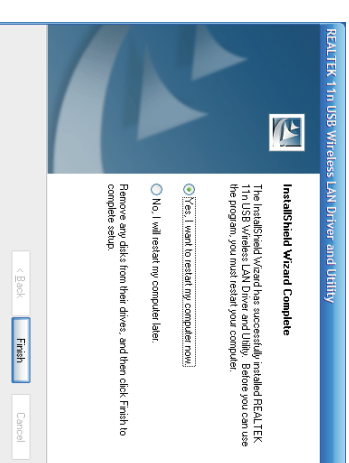 REALTEK 11n USB Wireless LAN Driver and Utility
InstallShield Wizard Complete
The InstallShield Wizard has successfully installed REALTEK
11n USB Wireless LAN Driver and Utility.  Before you can use
the program, you must restart your computer.
Yes, I want to restart my computer now.
No, I will restart my computer later.
Remove any disks from their drives, and then click Finish to
complete setup.
< Back
Finish
Cancel